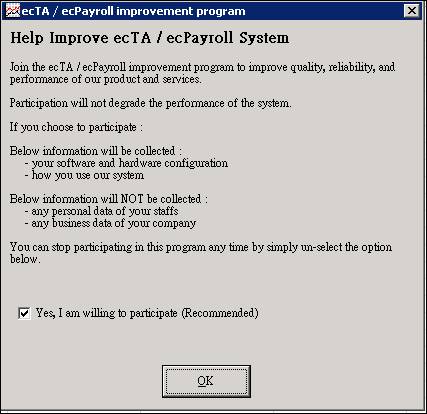 ecTA / ecPayroll improvement program
Help Improve ecTA / ecPayroll System
Join the ecTA / ecPayroll improvement program to improve quality, reliability, and
performance of our product and services.
Participation will not degrade the performance of the system.
If you choose to participate :
Below information will be collected :
- your software and hardware configuration
- how you use our system
Below information will NOT be collected :
- any personal data of your staffs
- any business data of your company
You can stop participating in this program any time by simply un-select the option
below.
Yes, I am willing to participate (Recommended)
OK